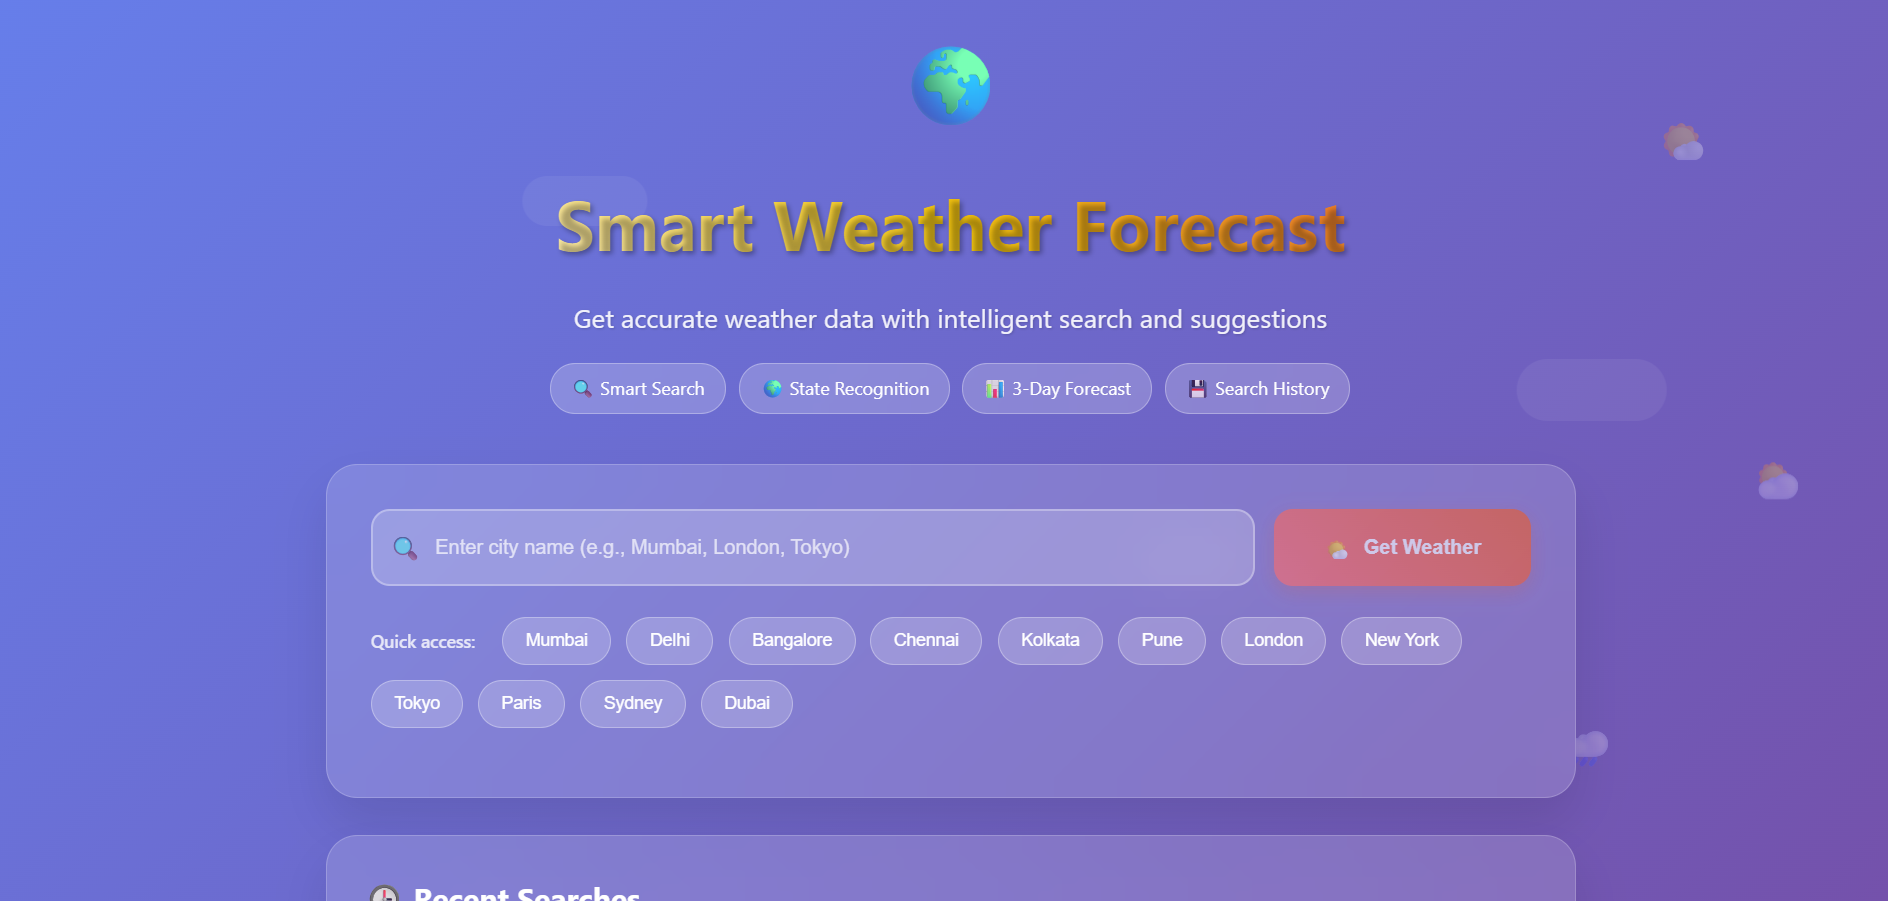 Smart Weather Forecast
Get accurate weather data with intelligent search and suggestions
Smart Search State Recognition 3-Day Forecast Search History
Enter city name (e.g., Mumbai, London, Tokyo) Get Weather
Quick access: Mumbai Delhi Bangalore Chennai Kolkata Pune London New York
Tokyo Paris Sydney Dubai
Recent Searches